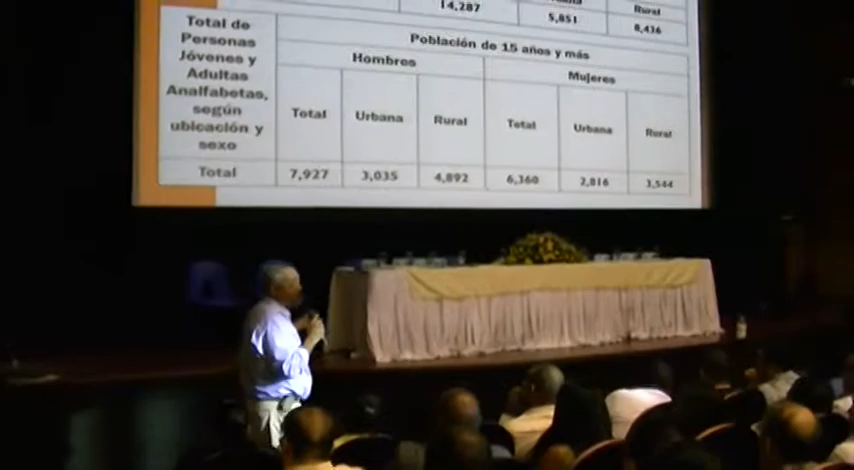 14,287 5,851 8,436
Total de
Personas
Jóvenes y
Adultas
Analfabetas,
según
ubicación y
sexo
Población de 15 años y más
Hombres Mujeres
Total Urbana Rural Total Urbana Rural
Total 7,927 3,035 4,892 6,360 2,816 3,544